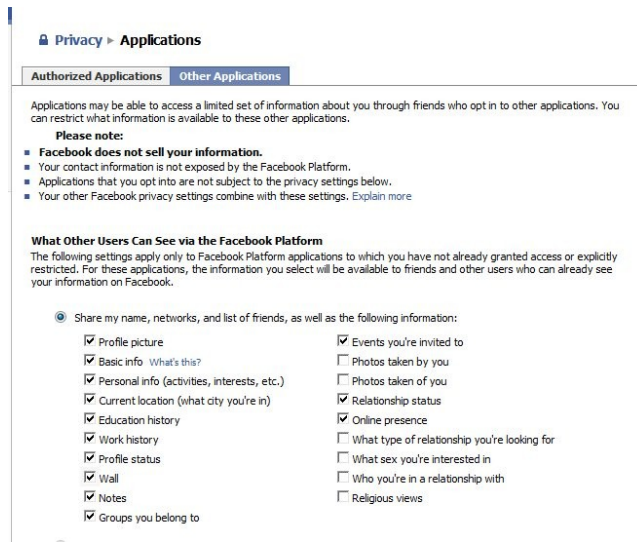 Privacy ▸ Applications
Authorized Applications Other Applications
Applications may be able to access a limited set of information about you through friends who opt in to other applications. You
can restrict what information is available to these other applications.
Please note:
Facebook does not sell your information.
Your contact information is not exposed by the Facebook Platform.
Applications that you opt into are not subject to the privacy settings below.
Your other Facebook privacy settings combine with these settings. Explain more
What Other Users Can See via the Facebook Platform
The following settings apply only to Facebook Platform applications to which you have not already granted access or explicitly
restricted. For these applications, the information you select will be available to friends and other users who can already see
your information on Facebook.
Share my name, networks, and list of friends, as well as the following information:
Profile picture
Basic info What's this?
Personal info (activities, interests, etc.)
Current location (what city you're in)
Education history
Work history
Profile status
Wall
Notes
Groups you belong to
Events you're invited to
Photos taken by you
Photos taken of you
Relationship status
Online presence
What type of relationship you're looking for
What sex you're interested in
Who you're in a relationship with
Religious views